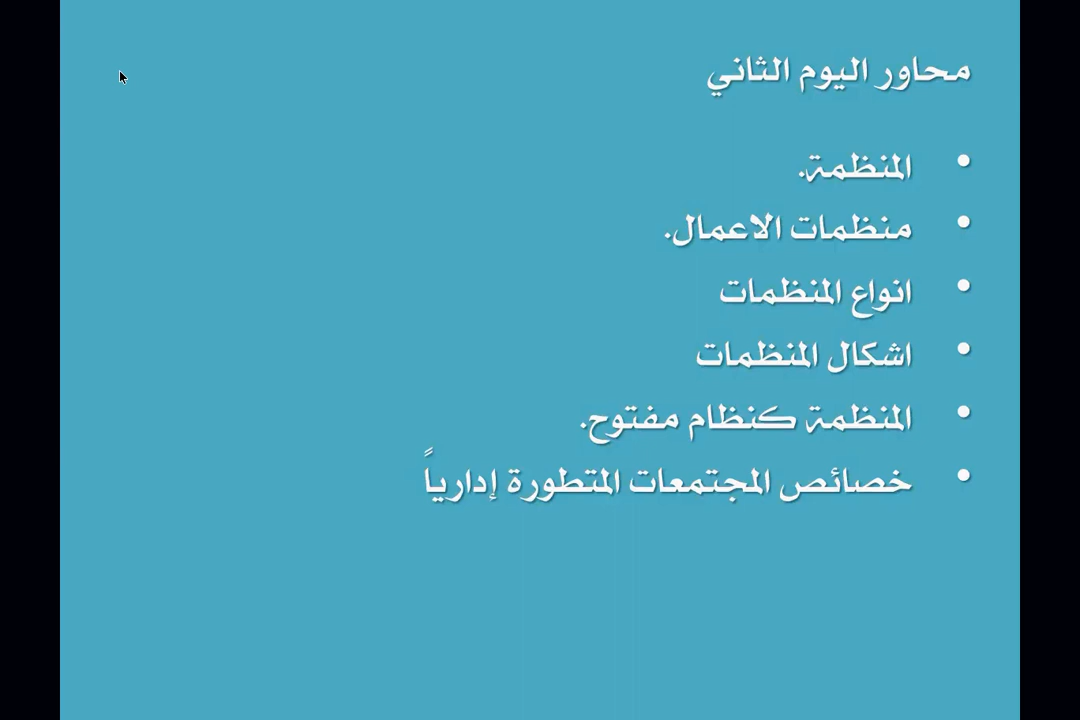 محاور اليوم الثاني
• المنظمة.
• منظمات الاعمال.
• انواع المنظمات
• اشكال المنظمات
• المنظمة كنظام مفتوح.
• خصائص المجتمعات المتطورة إدارياً